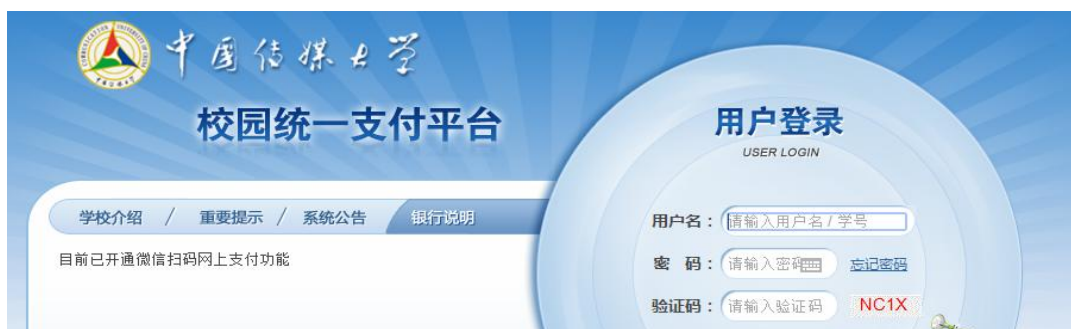 中国传媒大学
校园统一支付平台
学校介绍 / 重要提示 / 系统公告 银行说明
目前已开通微信扫码网上支付功能
用户登录
USER LOGIN
用户名: 请输入用户名 / 学号
密 码: 请输入密码 忘记密码
验证码: 请输入验证码 NC1X